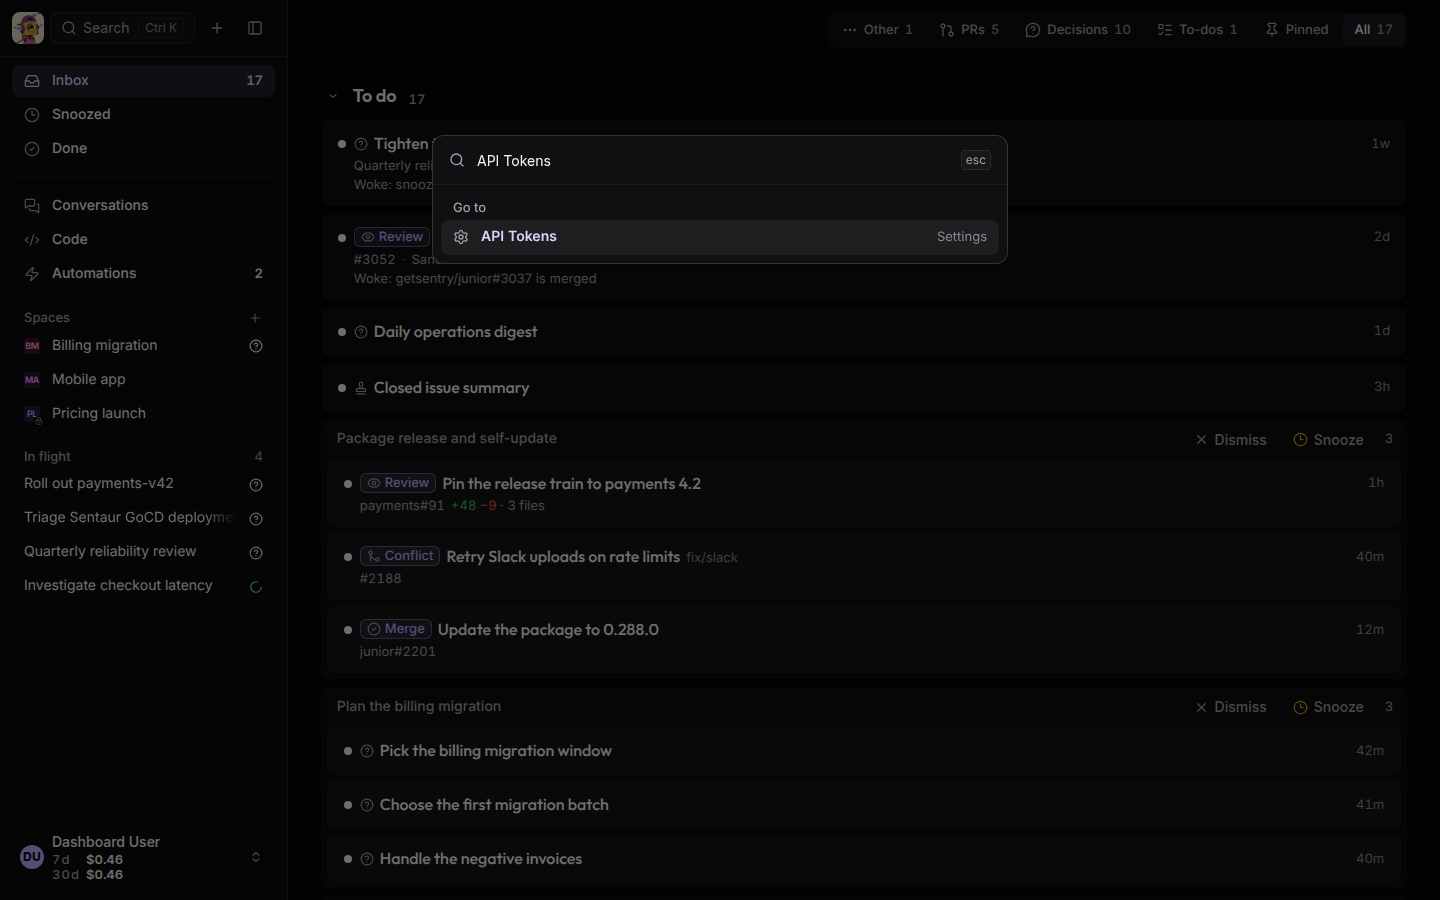 Search Ctrl K
Inbox 17
Snoozed
Done
Conversations
Code
Automations 2
Spaces
BM Billing migration
MA Mobile app
PL Pricing launch
In flight 4
Roll out payments-v42
Triage Sentaur GoCD deployme
Quarterly reliability review
Investigate checkout latency
DU Dashboard User
7d $0.46
30d $0.46
Other 1 PRs 5 Decisions 10 To-dos 1 Pinned All 17
To do 17
Tighten 1w
Quarterly reli
Woke: snooz
API Tokens esc
Go to
API Tokens Settings
Review 2d
#3052 · San
Woke: getsentry/junior#3037 is merged
Daily operations digest 1d
Closed issue summary 3h
Package release and self-update Dismiss Snooze 3
Review Pin the release train to payments 4.2 1h
payments#91 +48 −9 · 3 files
Conflict Retry Slack uploads on rate limits fix/slack 40m
#2188
Merge Update the package to 0.288.0 12m
junior#2201
Plan the billing migration Dismiss Snooze 3
Pick the billing migration window 42m
Choose the first migration batch 41m
Handle the negative invoices 40m